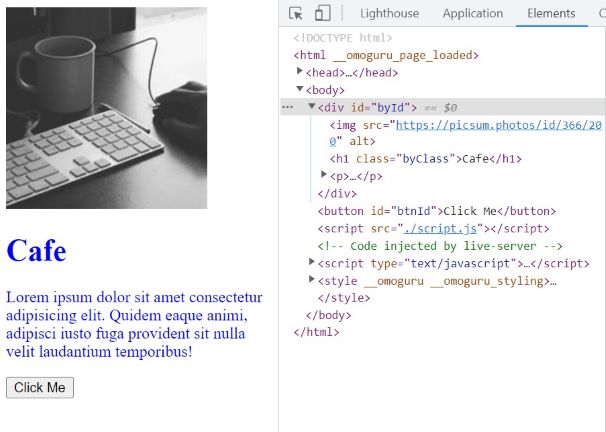 Cafe
Lorem ipsum dolor sit amet consectetur
adipisicing elit. Quidem eaque animi,
adipisci iusto fuga provident sit nulla
velit laudantium temporibus!
Click Me
Lighthouse Application Elements
<!DOCTYPE html>
<html __omoguru_page_loaded>
<head>…</head>
<body>
<div id="byId"> == $0
<img src="https://picsum.photos/id/366/20
0" alt>
<h1 class="byClass">Cafe</h1>
<p>…</p>
</div>
<button id="btnId">Click Me</button>
<script src="./script.js"></script>
<!-- Code injected by live-server -->
<script type="text/javascript">…</script>
<style __omoguru __omoguru_styling>…
</style>
</body>
</html>